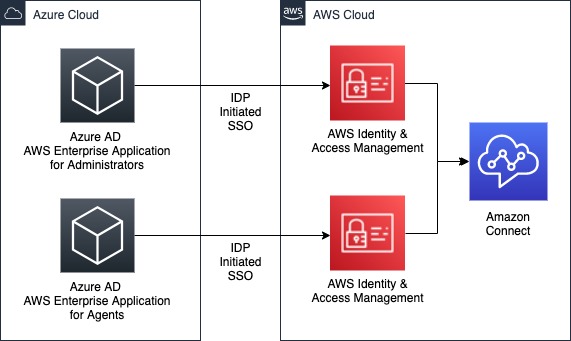 Azure Cloud
aws
AWS Cloud
Azure AD
AWS Enterprise Application
for Administrators
IDP
Initiated
SSO
AWS Identity &
Access Management
Amazon
Connect
Azure AD
AWS Enterprise Application
for Agents
IDP
Initiated
SSO
AWS Identity &
Access Management